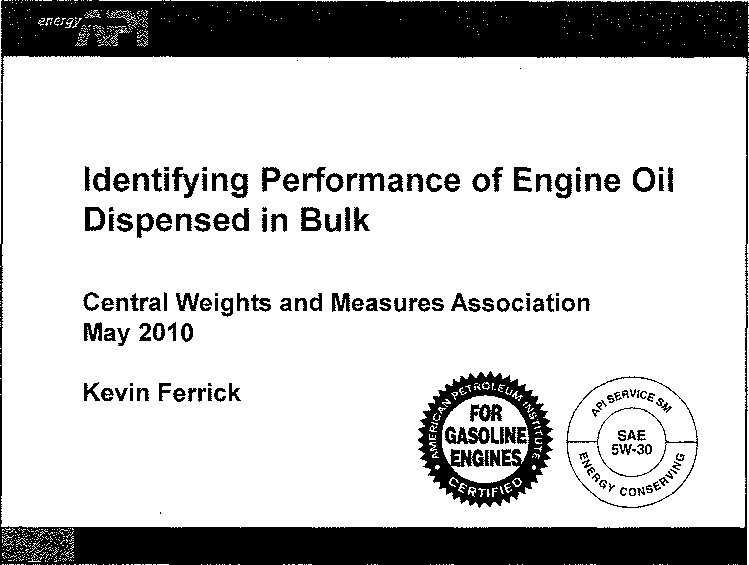 energy API
Identifying Performance of Engine Oil
Dispensed in Bulk
Central Weights and Measures Association
May 2010
Kevin Ferrick
AMERICAN PETROLEUM INSTITUTE
FOR
GASOLINE
ENGINES
CERTIFIED
API SERVICE SM
SAE
5W-30
ENERGY CONSERVING